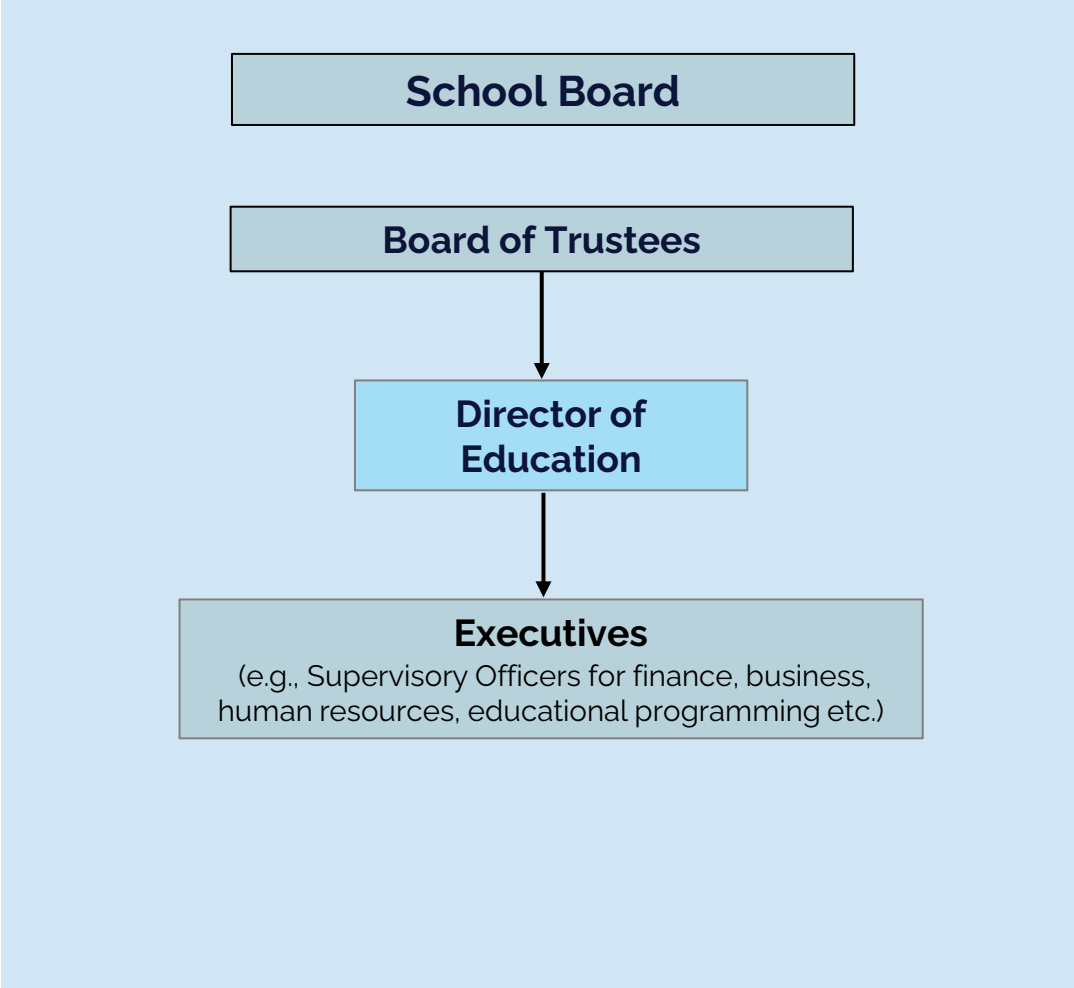 School Board
Board of Trustees
Director of
Education
Executives
(e.g., Supervisory Officers for finance, business,
human resources, educational programming etc.)